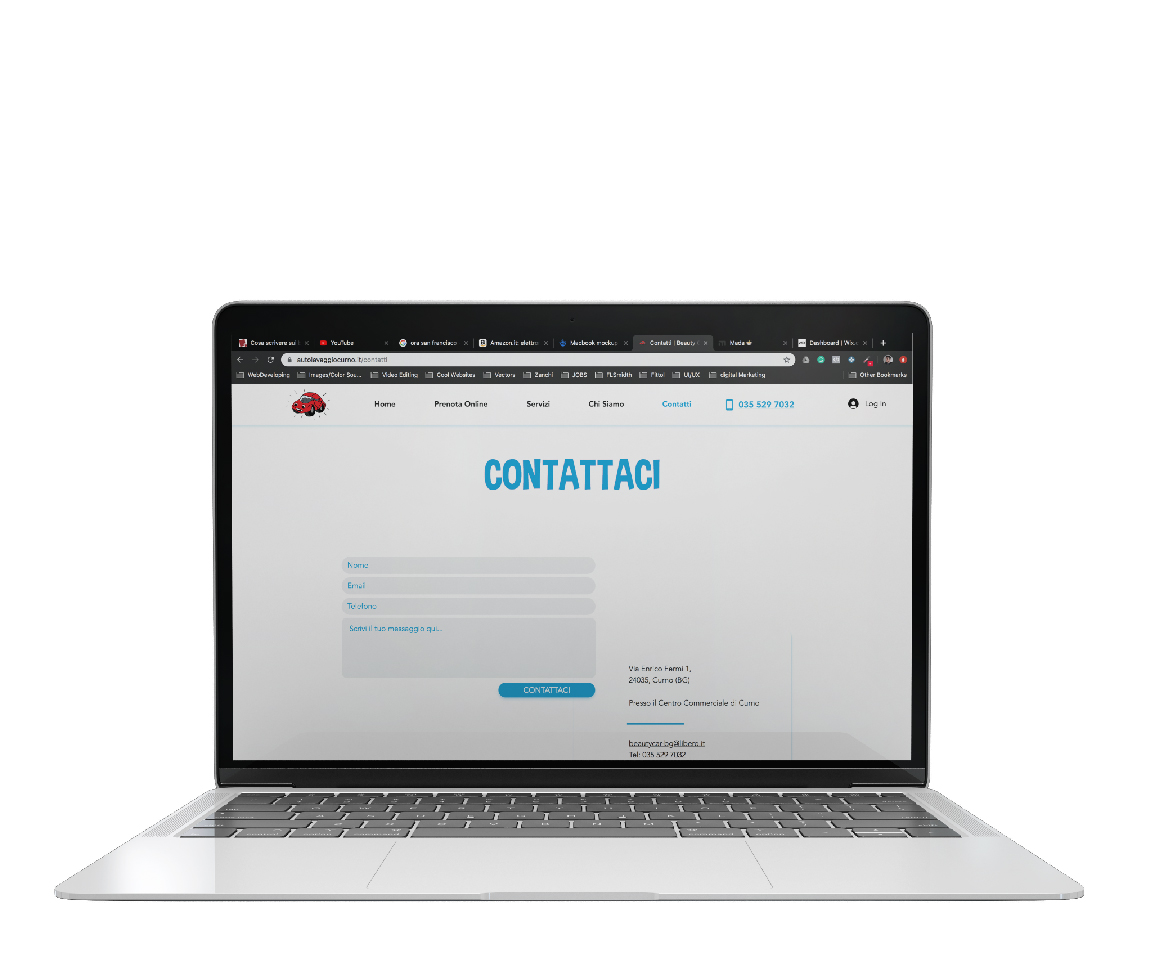 Cosa scrivere sul l
YouTube
ora san francisco
Amazon.it: elettro
Macbook mocku
Contatti | Beauty
Dashboard | Wix.c
autolavaggiocurno.it/contatti
WebDeveloping
Images/Color Sou...
Video Editing
Cool Websites
Vectors
Zanchi
JOBS
FLSmidth
Fittol
UI/UX
digital Marketing
Other Bookmarks
Home
Prenota Online
Servizi
Chi Siamo
Contatti
035 529 7032
Log In
CONTATTACI
Nome
Email
Telefono
Scrivi il tuo messaggio qui...
CONTATTACI
Via Enrico Fermi 1,
24035, Curno (BG)
Presso il Centro Commerciale di Curno
beautycar.bg@libero.it
Tel: 035 529 7032